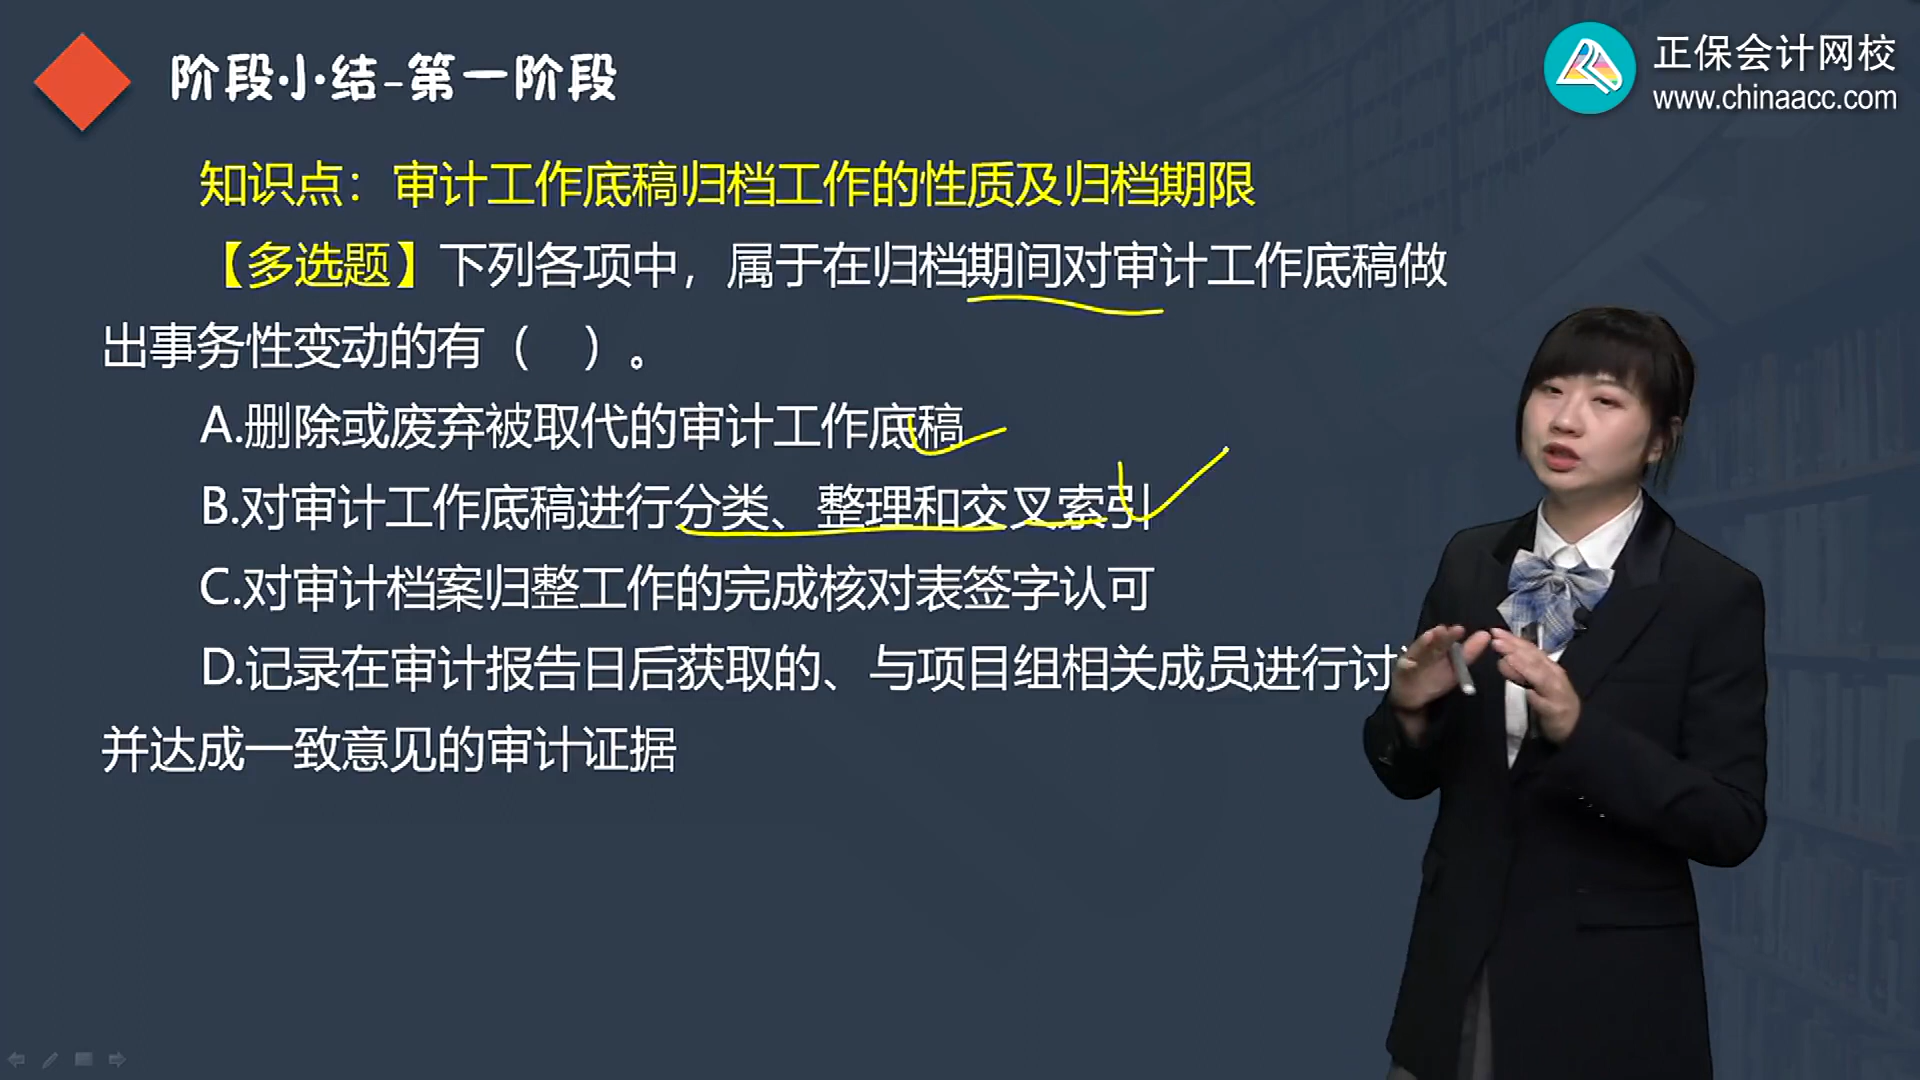 阶段小结-第一阶段
正保会计网校
www.chinaacc.com
知识点：审计工作底稿归档工作的性质及归档期限
【多选题】下列各项中，属于在归档期间对审计工作底稿做
出事务性变动的有（　）。
A.删除或废弃被取代的审计工作底稿
B.对审计工作底稿进行分类、整理和交叉索引
C.对审计档案归整工作的完成核对表签字认可
D.记录在审计报告日后获取的、与项目组相关成员进行讨
并达成一致意见的审计证据